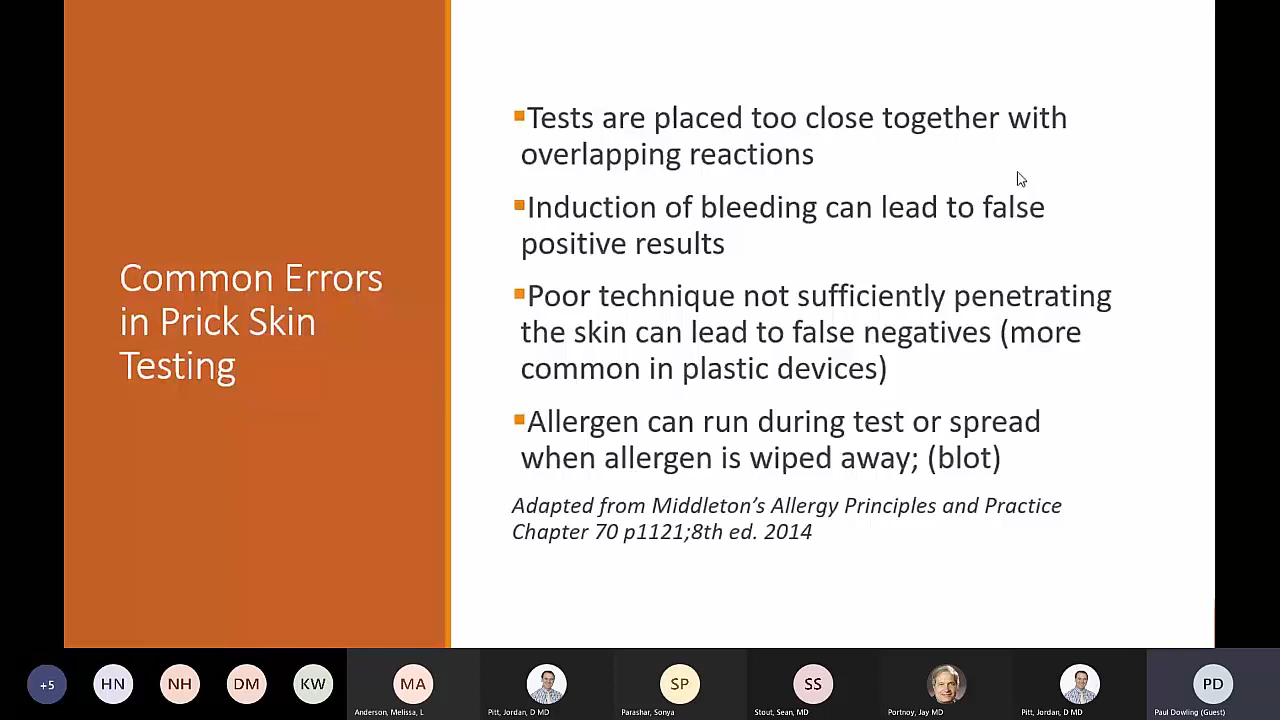 Common Errors
in Prick Skin
Testing
Tests are placed too close together with
overlapping reactions
Induction of bleeding can lead to false
positive results
Poor technique not sufficiently penetrating
the skin can lead to false negatives (more
common in plastic devices)
Allergen can run during test or spread
when allergen is wiped away; (blot)
Adapted from Middleton's Allergy Principles and Practice
Chapter 70 p1121;8th ed. 2014
+5
HN
NH
DM
KW
MA
SP
SS
PD
Anderson, Melissa, L
Pitt, Jordan, D MD
Parashar, Sonya
Stout, Sean, MD
Portnoy, Jay MD
Pitt, Jordan, D MD
Paul Dowling (Guest)